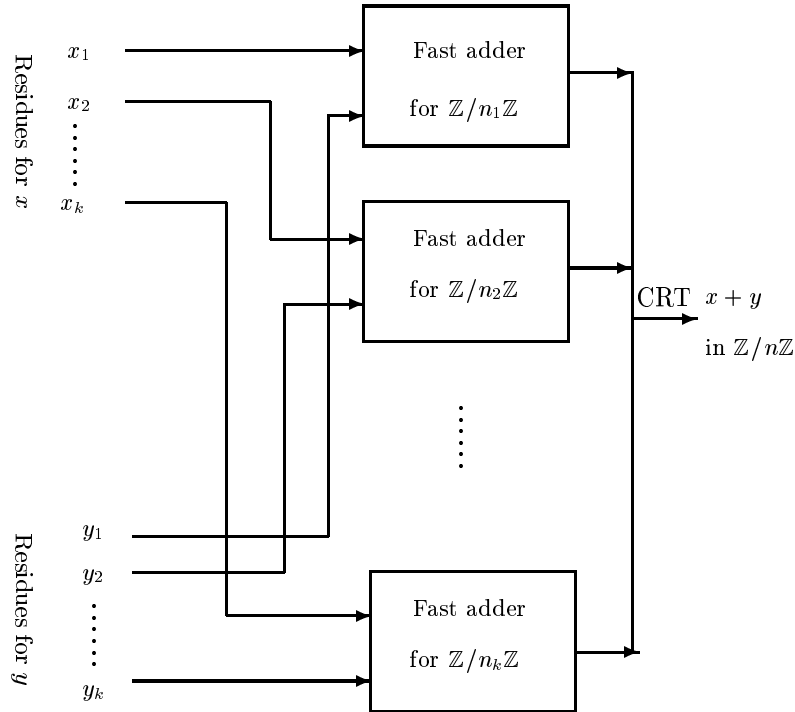 Residues for x
x₁
x₂
xₖ
Fast adder
for ℤ/n₁ℤ
Fast adder
for ℤ/n₂ℤ
CRT
x + y
in ℤ/nℤ
Residues for y
y₁
y₂
yₖ
Fast adder
for ℤ/nₖℤ